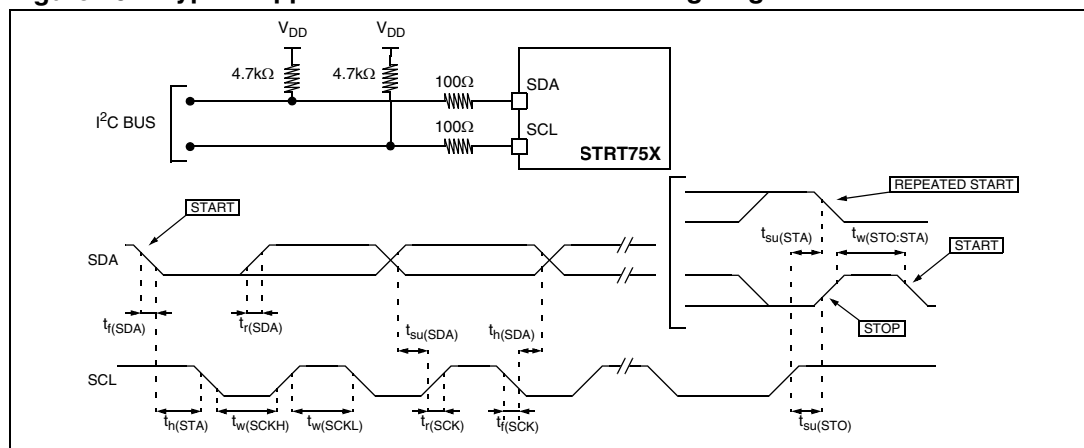 VDD VDD
4.7kΩ 4.7kΩ
100Ω
SDA
I²C BUS
100Ω
SCL
STRT75X
REPEATED START
START
tsu(STA) tw(STO:STA)
START
SDA
STOP
tf(SDA) tr(SDA) tsu(SDA) th(SDA)
SCL
th(STA) tw(SCKH) tw(SCKL) tr(SCK) tf(SCK) tsu(STO)